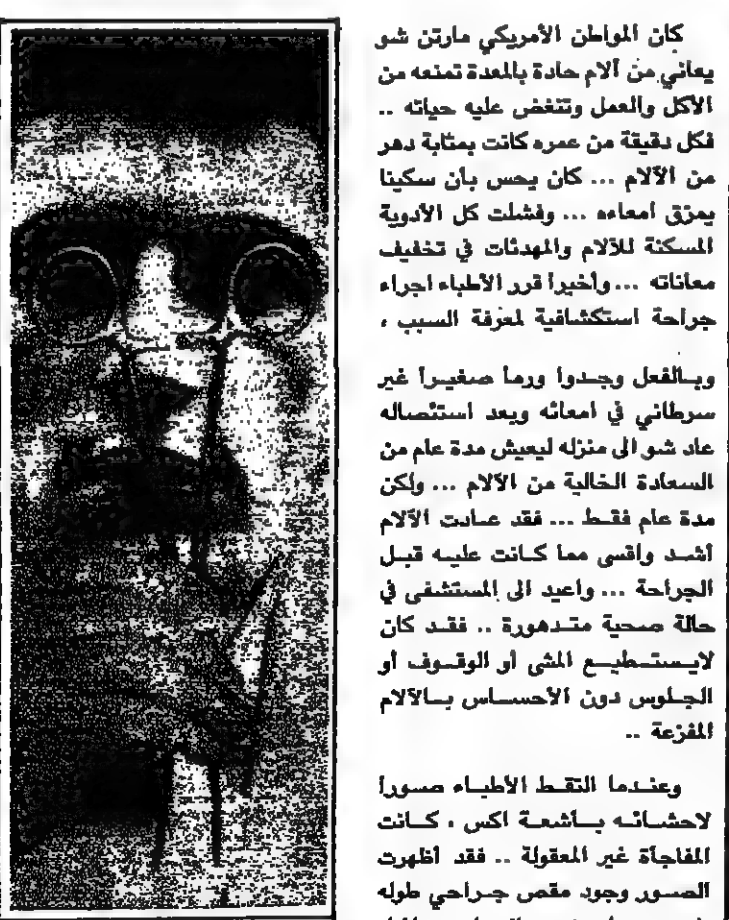 كان المواطن الأمريكي مارتن شو
يعاني من آلام حادة بالمعدة تمنعه من
الأكل والعمل وتنغض عليه حياته ..
فكل دقيقة من عمره كانت بمثابة دهر
من الآلام ... كان يحس بأن سكينا
يمزق امعاءه ... وفشلت كل الأدوية
المسكنة للآلام والمهدئات في تخفيف
معاناته ... وأخيرا قرر الأطباء اجراء
جراحة استكشافية لمعرفة السبب ،
وبالفعل وجدوا ورما صغيرا غير
سرطاني في امعائه وبعد استئصاله
عاد شو الى منزله ليعيش مدة عام من
السعادة الخالية من الآلام ... ولكن
مدة عام فقط ... فقد عادت الآلام
أشد واقسى مما كانت عليه قبل
الجراحة ... واعيد الى المستشفى في
حالة صحية متدهورة .. فقد كان
لايستطيع المشي أو الوقوف أو
الجلوس دون الأحساس بالآلام
المفزعة ..
وعندما التقط الأطباء صورا
لاحشائه بأشعة اكس ، كانت
المفاجأة غير المعقولة .. فقد أظهرت
الصور وجود مقص جراحي طوله